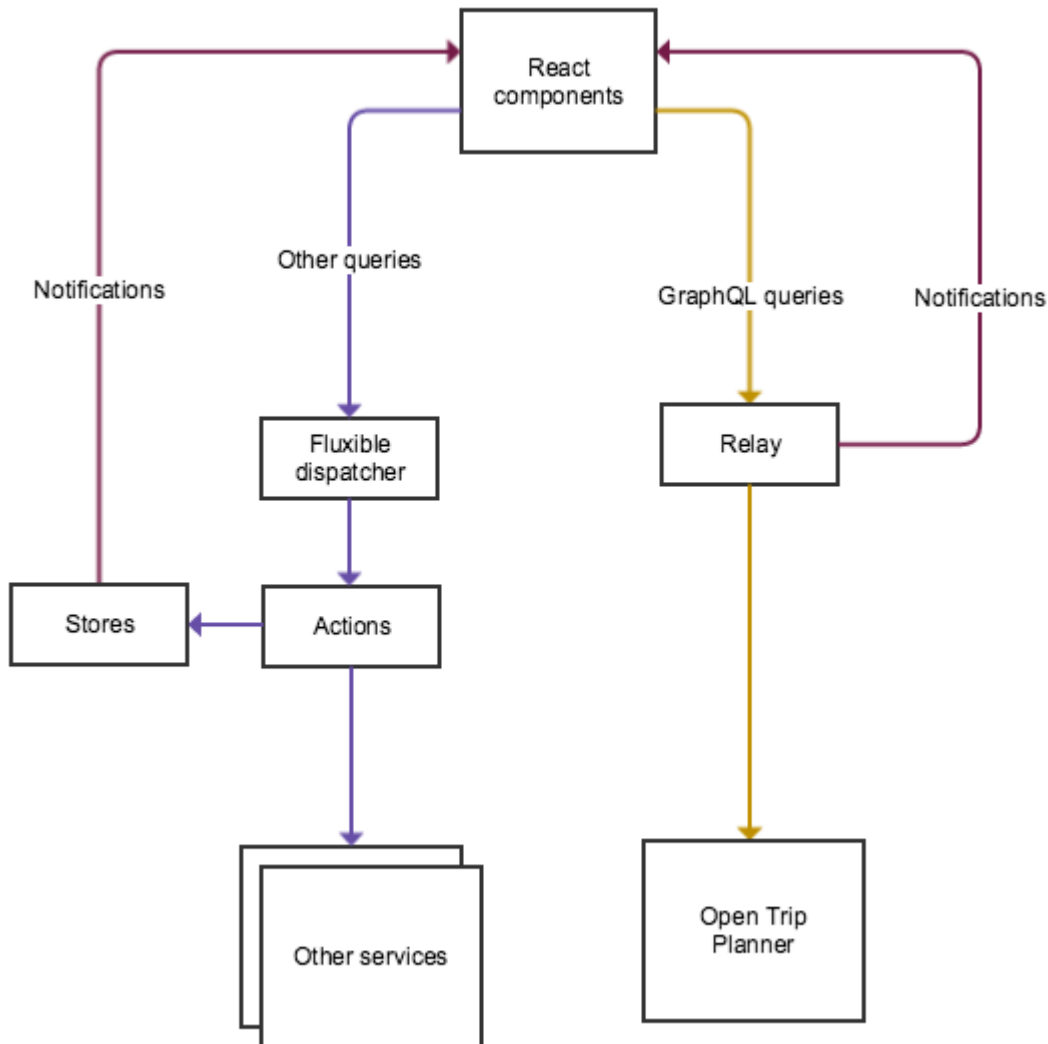 React
components
Other queries
Notifications
GraphQL queries
Notifications
Fluxible
dispatcher
Relay
Stores
Actions
Open Trip
Planner
Other services